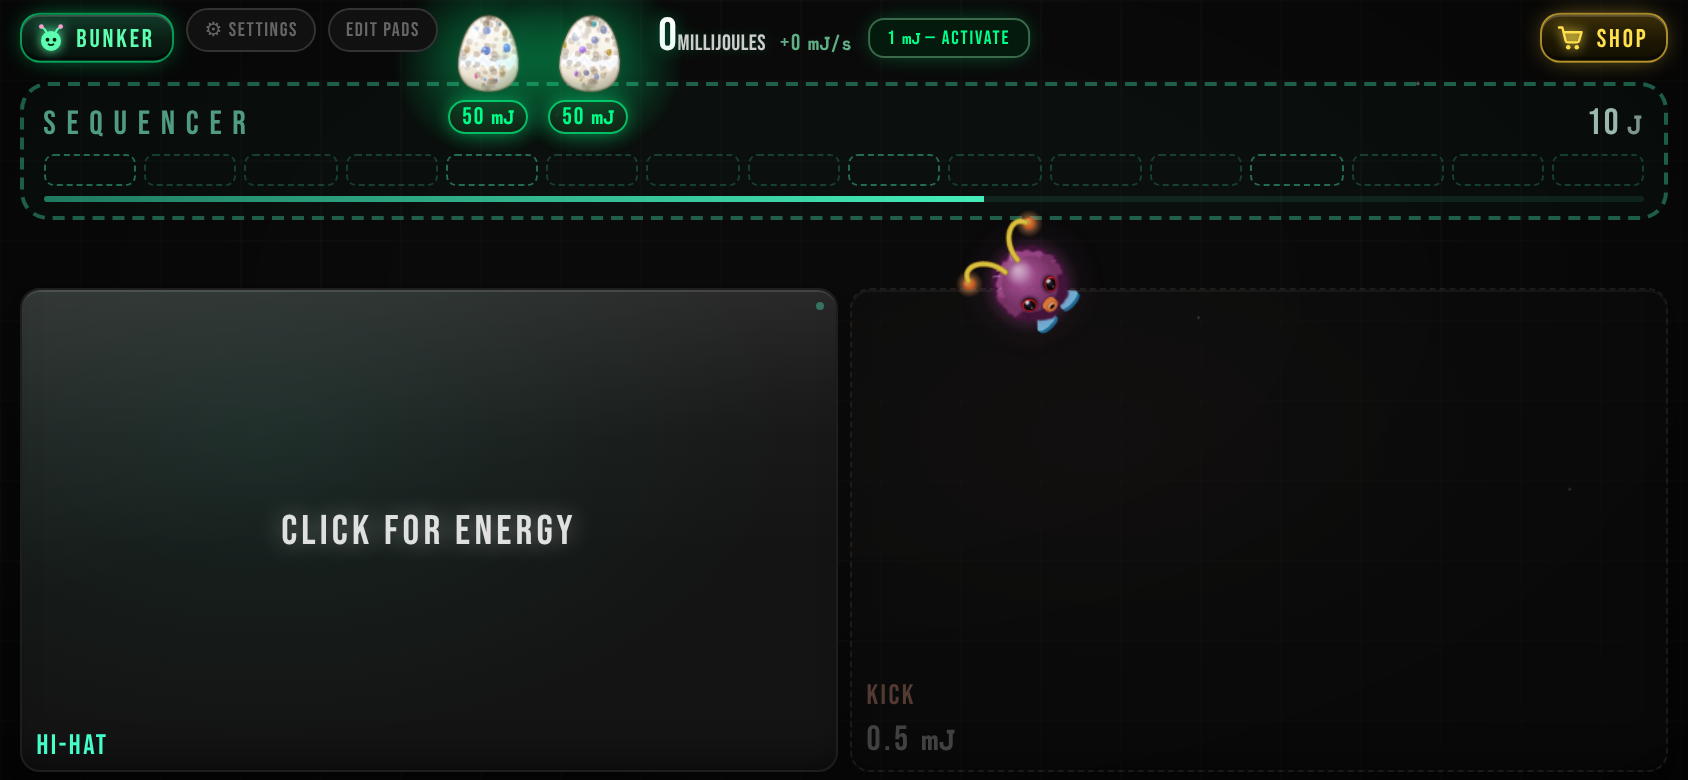 BUNKER
SETTINGS
EDIT PADS
0 MILLIJOULES
+0 mJ/s
1 mJ — ACTIVATE
SHOP
50 mJ
50 mJ
SEQUENCER
10 J
CLICK FOR ENERGY
HI-HAT
KICK
0.5 mJ